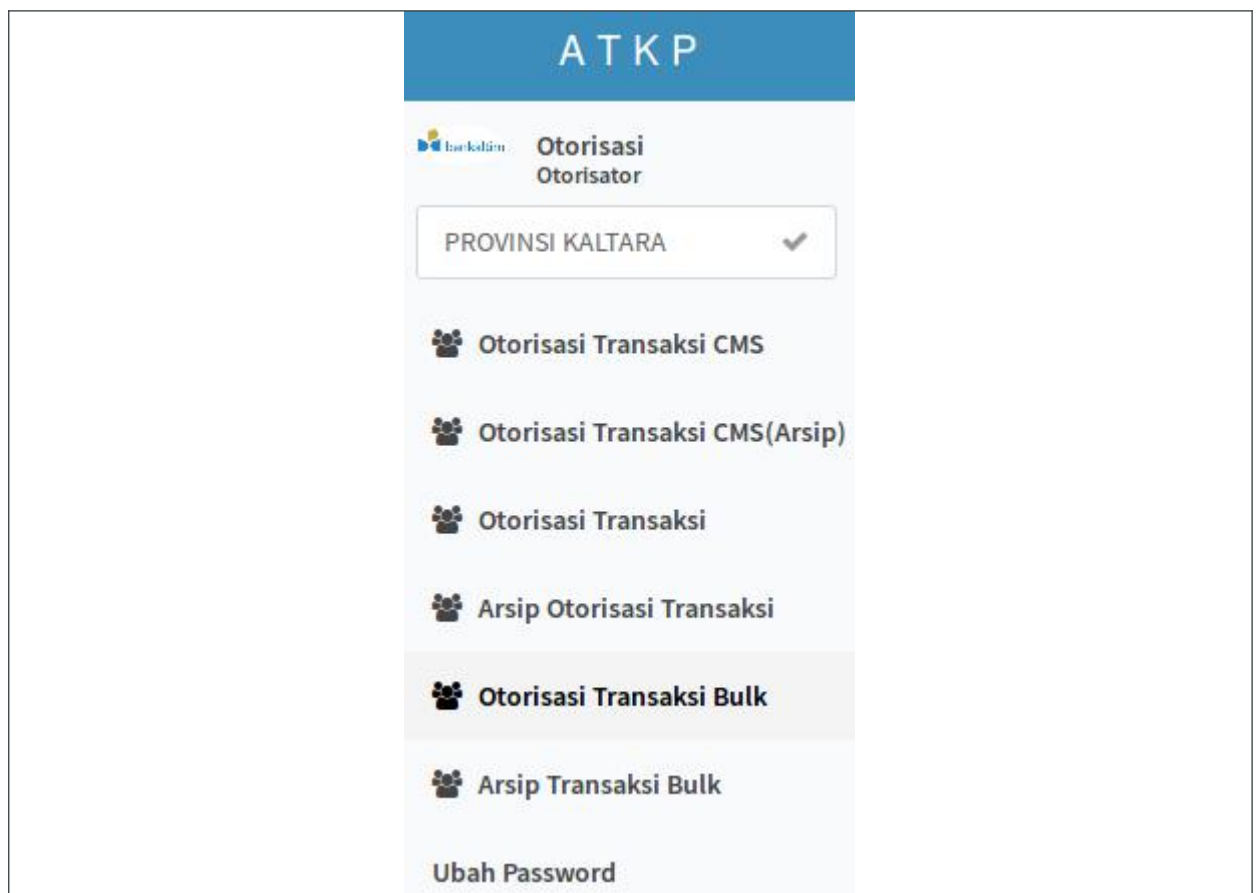 ATKP
bankaltim
Otorisasi
Otorisator
PROVINSI KALTARA
Otorisasi Transaksi CMS
Otorisasi Transaksi CMS(Arsip)
Otorisasi Transaksi
Arsip Otorisasi Transaksi
Otorisasi Transaksi Bulk
Arsip Transaksi Bulk
Ubah Password